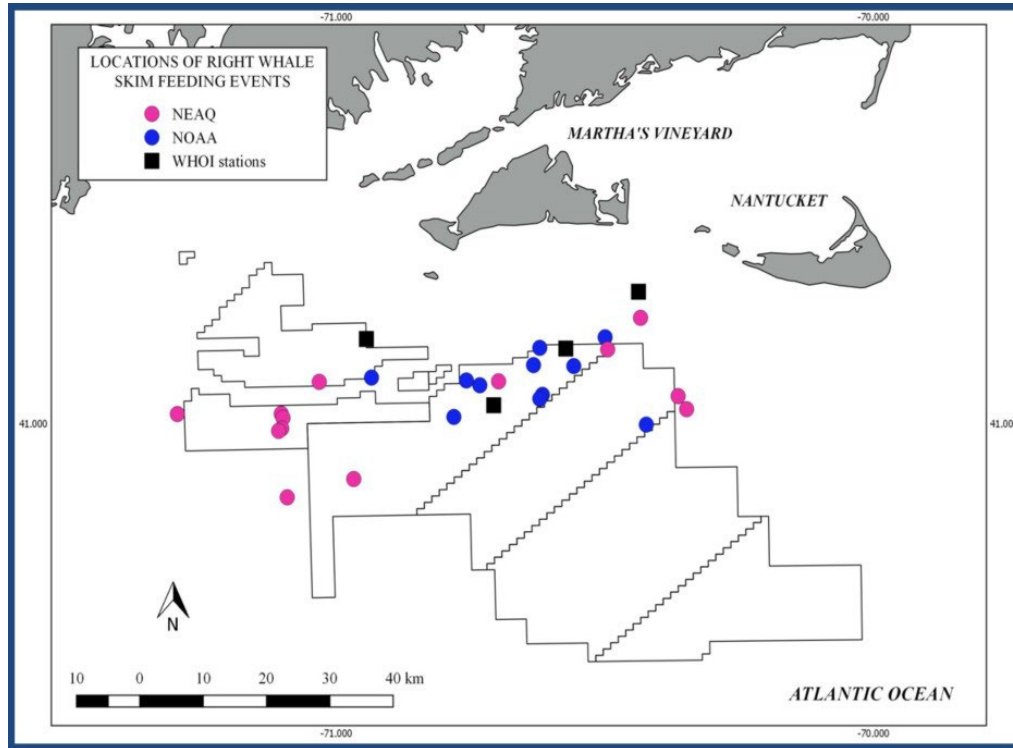 -71.000
-70.000
LOCATIONS OF RIGHT WHALE
SKIM FEEDING EVENTS
NEAQ
NOAA
WHOI stations
MARTHA'S VINEYARD
NANTUCKET
41.000
41.00
N
10 0 10 20 30 40 km
ATLANTIC OCEAN
-71.000
-70.000